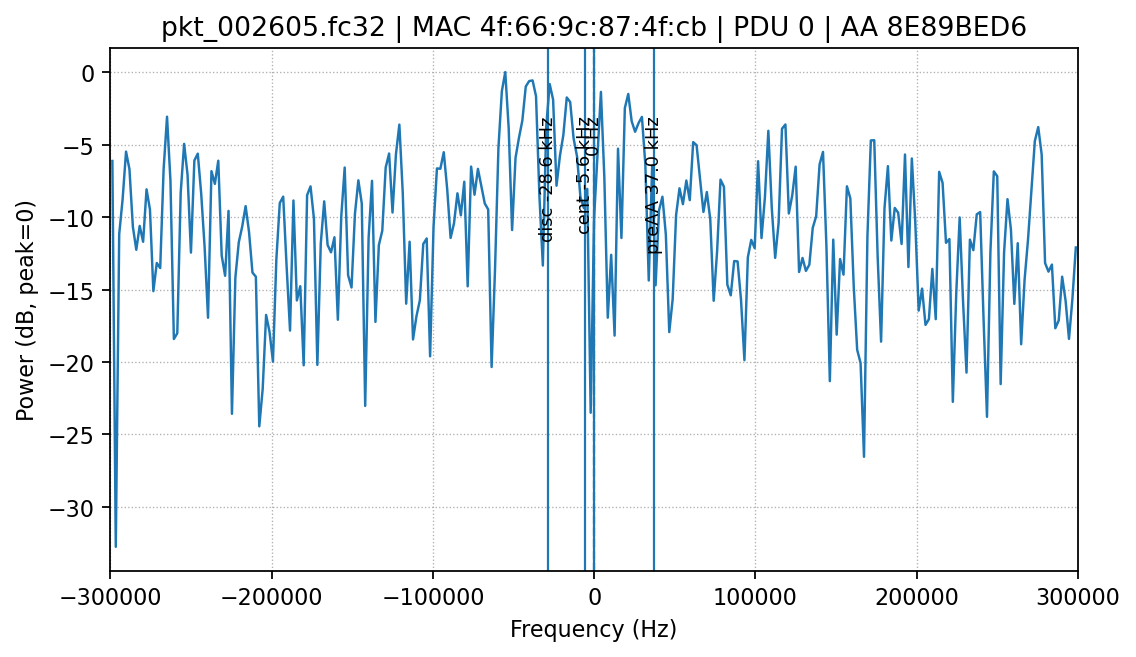 pkt_002605.fc32 | MAC 4f:66:9c:87:4f:cb | PDU 0 | AA 8E89BED6
Power (dB, peak=0)
0
−5
−10
−15
−20
−25
−30
disc -28.6 kHz
cent -5.6 kHz
0 Hz
preAA 37.0 kHz
−300000
−200000
−100000
0
100000
200000
300000
Frequency (Hz)